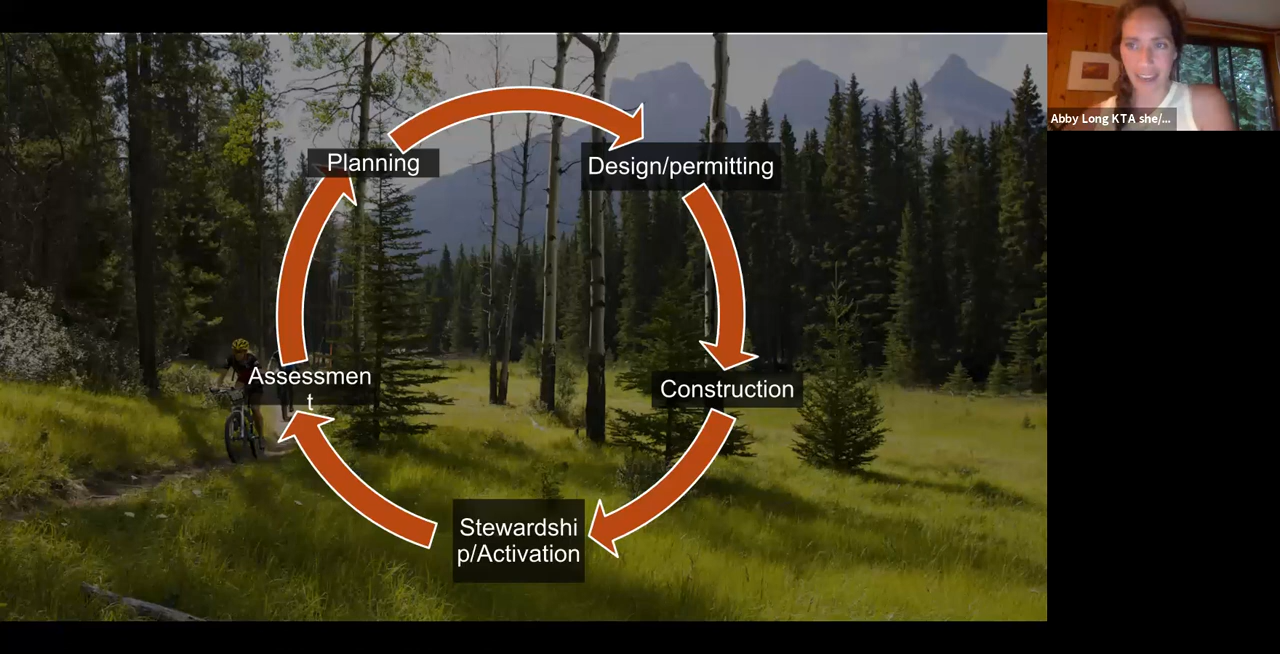 Abby Long KTA she/...
Planning
Design/permitting
Assessmen
t
Construction
Stewardshi
p/Activation